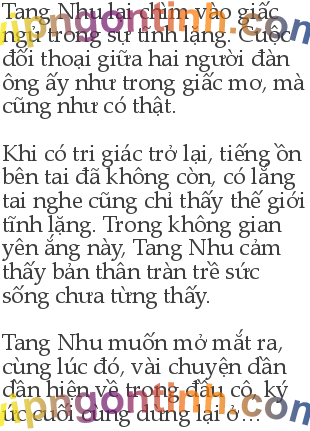 Tang Nhu lại chìm vào giấc
ngủ trong sự tĩnh lặng. Cuộc
đối thoại giữa hai người đàn
ông ấy như trong giấc mơ, mà
cũng như có thật.
Khi có tri giác trở lại, tiếng ồn
bên tai đã không còn, có lắng
tai nghe cũng chỉ thấy thế giới
tĩnh lặng. Trong không gian
yên ắng này, Tang Nhu cảm
thấy bản thân tràn trề sức
sống chưa từng thấy.
Tang Nhu muốn mở mắt ra,
cùng lúc đó, vài chuyện dần
dần hiện về trong đầu cô, ký
ức cuối cùng dừng lại ở…
vipngontinh.com
vipngontinh.com